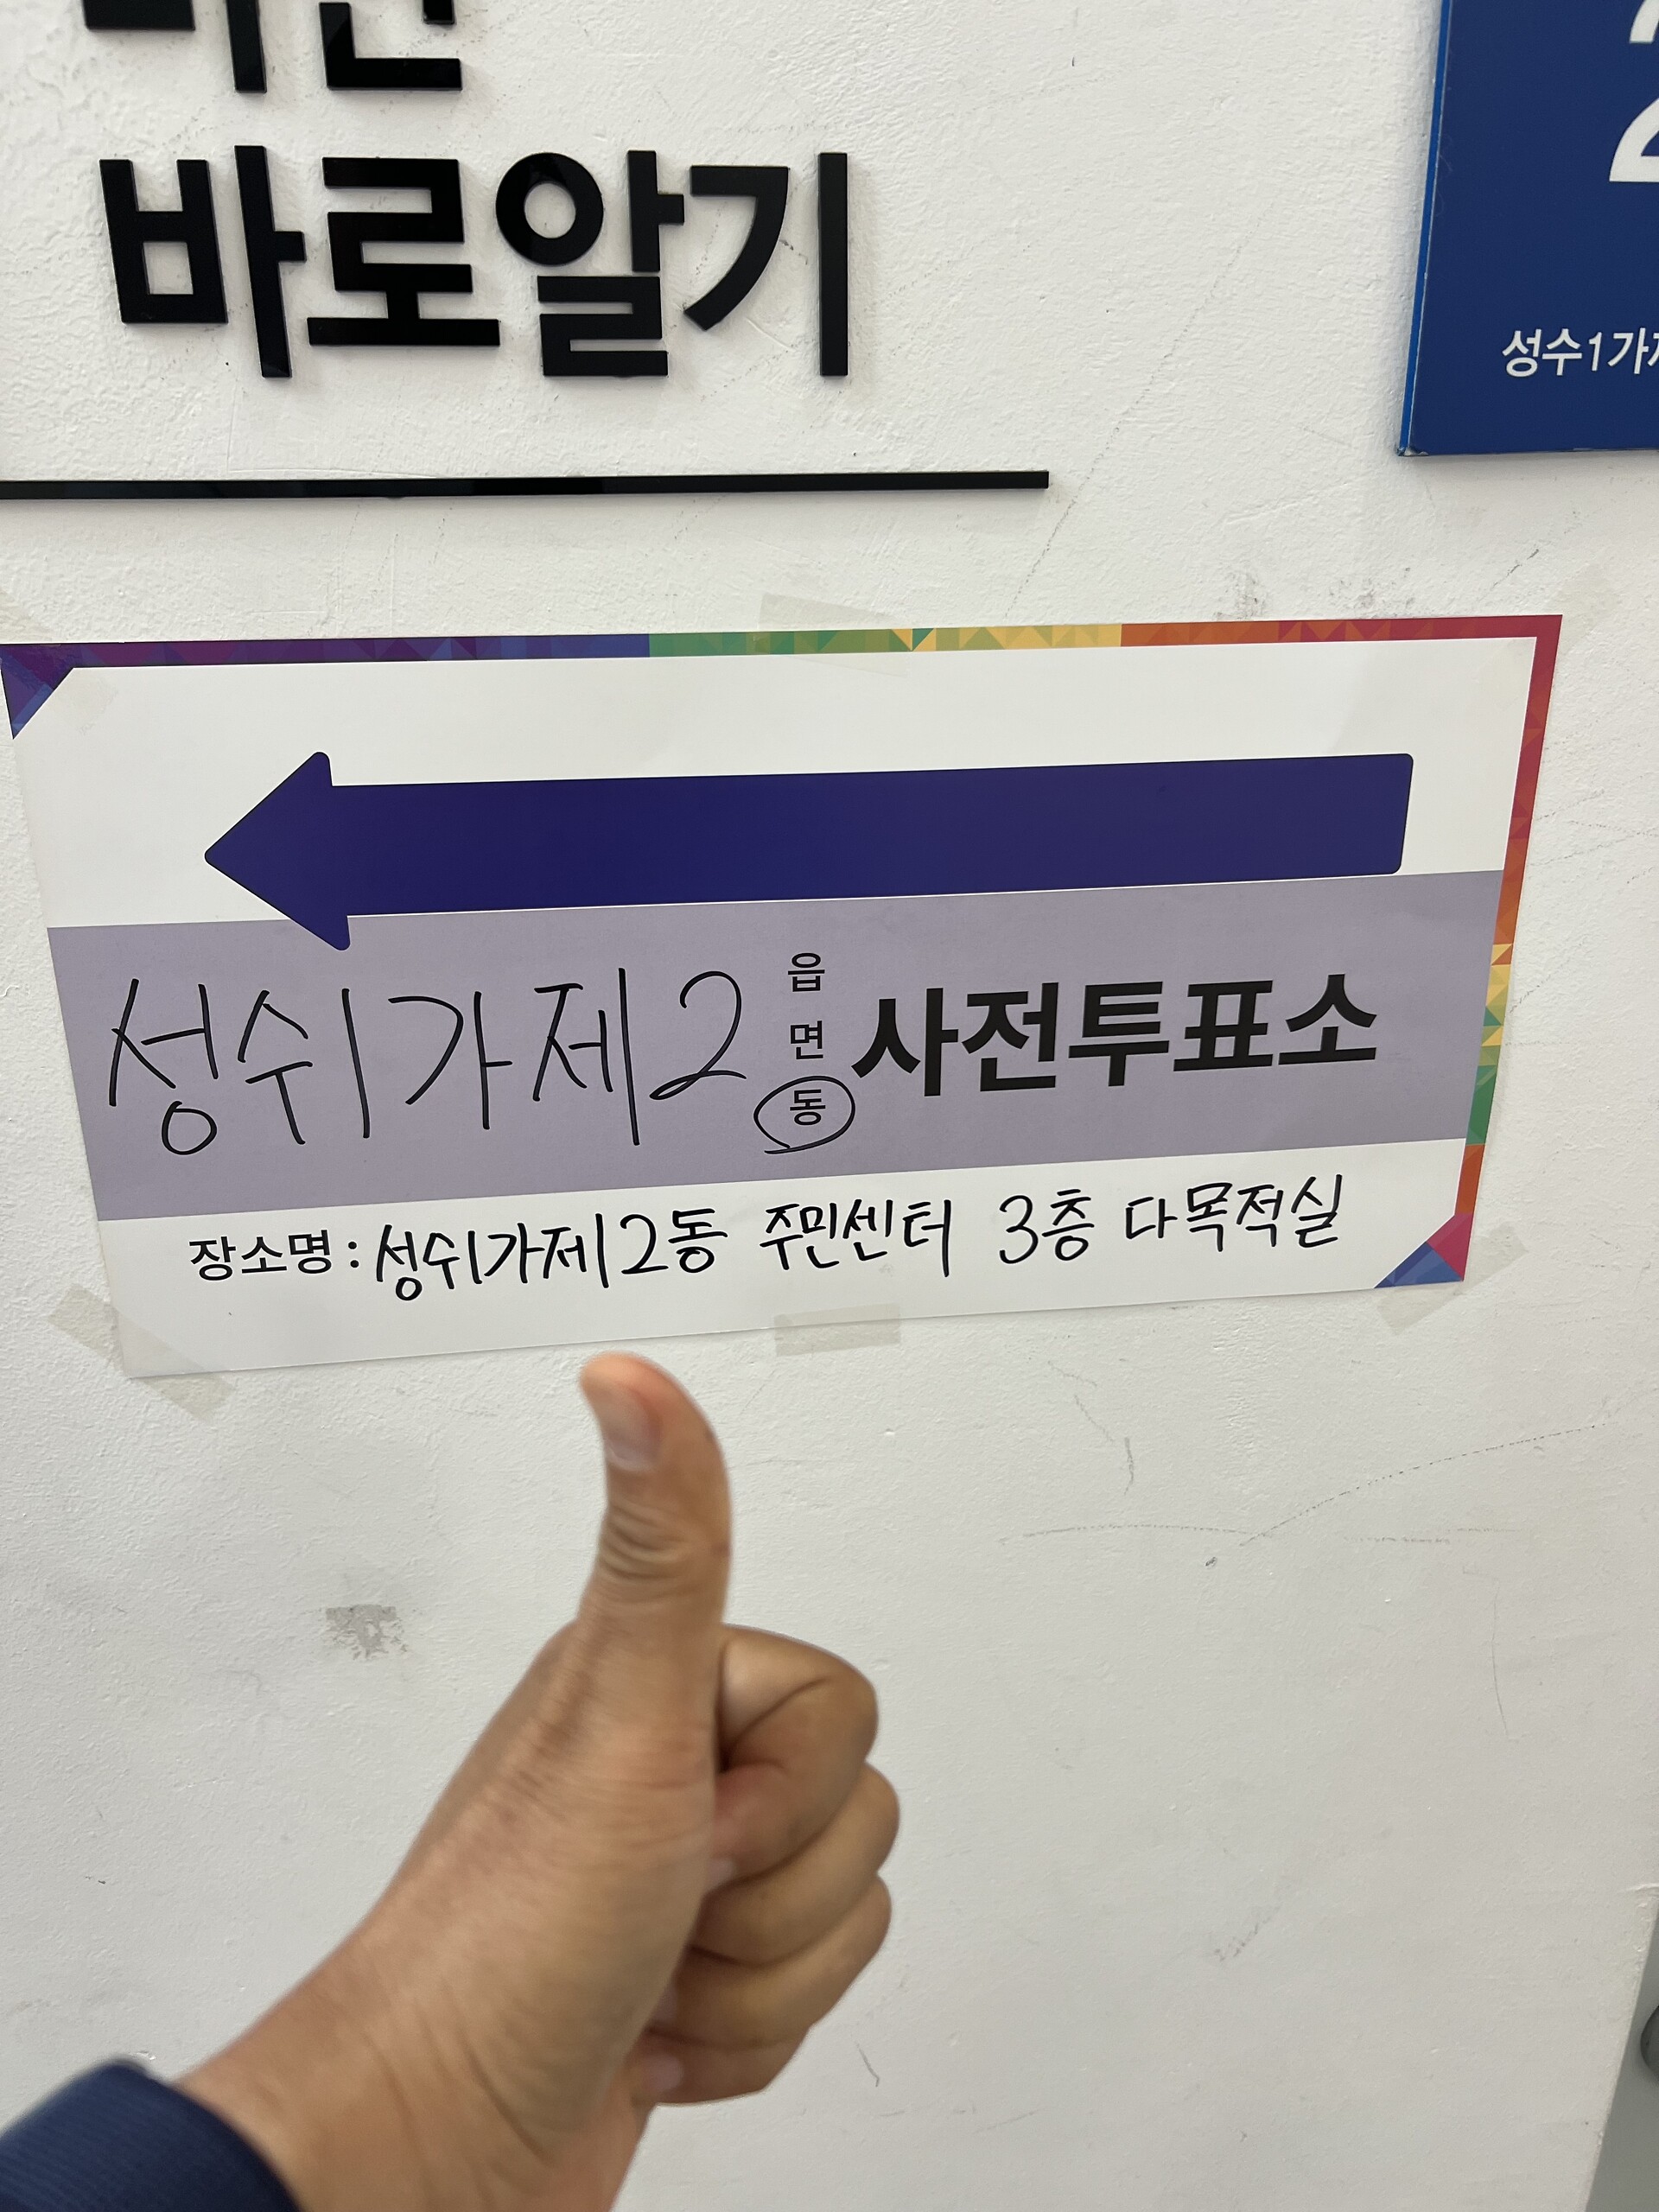 바로알기
2
성수1가제
성수1가제2 읍 면 동 사전투표소
장소명 : 성수1가제2동 주민센터 3층 다목적실